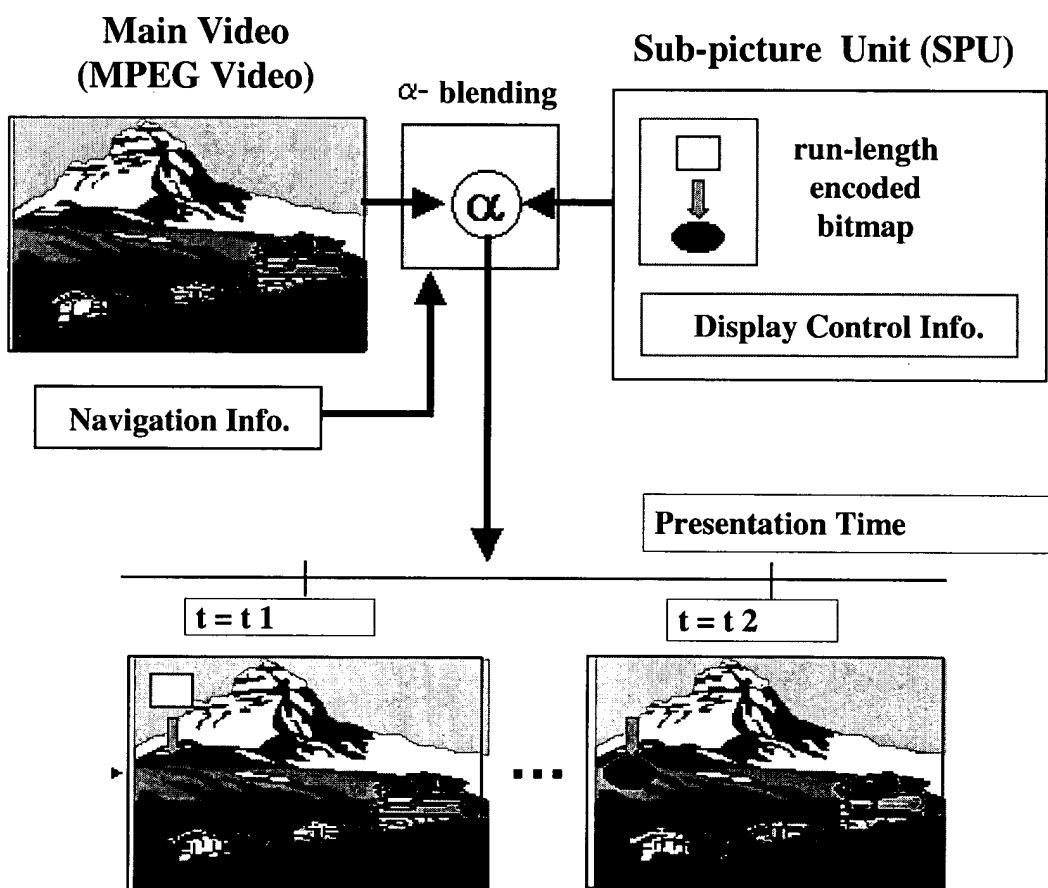 Main Video
(MPEG Video)
Sub-picture Unit (SPU)
α- blending
run-length
encoded
bitmap
α
Display Control Info.
Navigation Info.
Presentation Time
t = t 1
t = t 2